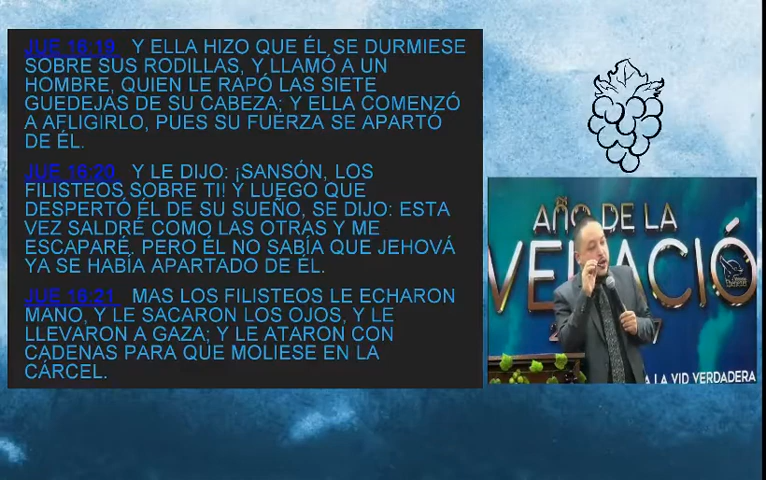 JUE 16:19 Y ELLA HIZO QUE ÉL SE DURMIESE
SOBRE SUS RODILLAS, Y LLAMÓ A UN
HOMBRE, QUIEN LE RAPÓ LAS SIETE
GUEDEJAS DE SU CABEZA; Y ELLA COMENZÓ
A AFLIGIRLO, PUES SU FUERZA SE APARTÓ
DE ÉL.
JUE 16:20 Y LE DIJO: ¡SANSÓN, LOS
FILISTEOS SOBRE TI! Y LUEGO QUE
DESPERTÓ ÉL DE SU SUEÑO, SE DIJO: ESTA
VEZ SALDRÉ COMO LAS OTRAS Y ME
ESCAPARÉ. PERO ÉL NO SABÍA QUE JEHOVÁ
YA SE HABÍA APARTADO DE ÉL.
JUE 16:21 MAS LOS FILISTEOS LE ECHARON
MANO, Y LE SACARON LOS OJOS, Y LE
LLEVARON A GAZA; Y LE ATARON CON
CADENAS PARA QUE MOLIESE EN LA
CÁRCEL.
AÑO DE LA
A LA VID VERDADERA